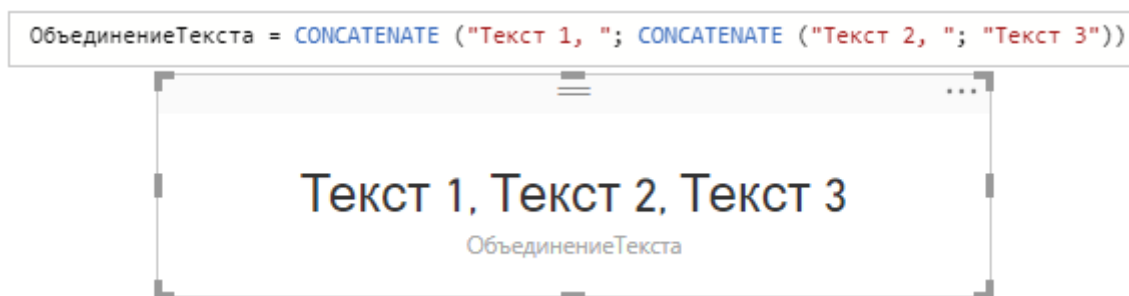 ОбъединениеТекста = CONCATENATE ("Текст 1, "; CONCATENATE ("Текст 2, "; "Текст 3"))
Текст 1, Текст 2, Текст 3
ОбъединениеТекста